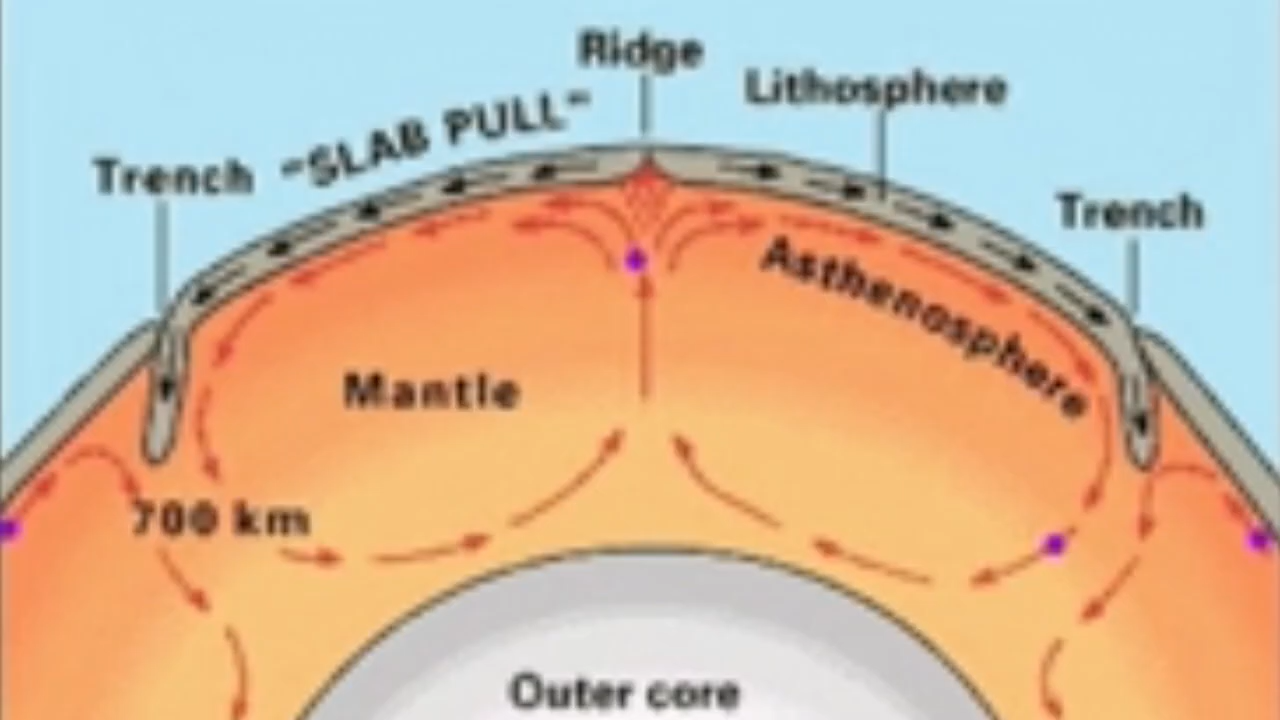 Ridge
Lithosphere
"SLAB PULL"
Trench
Trench
Asthenosphere
Mantle
700 km
Outer core